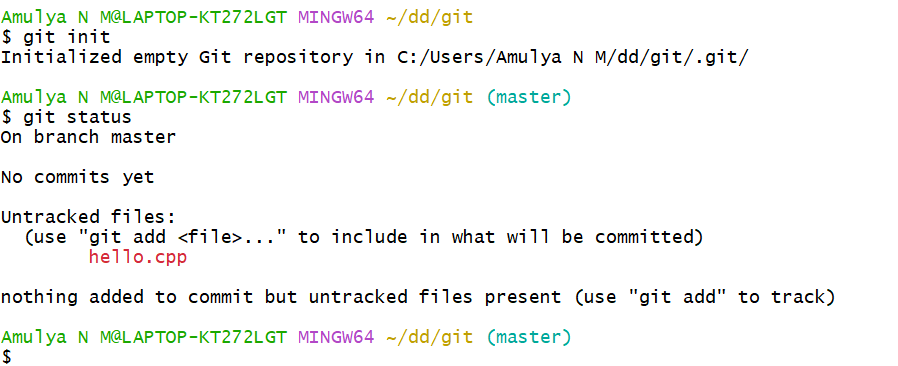 Amulya N M@LAPTOP-KT272LGT MINGW64 ~/dd/git
$ git init
Initialized empty Git repository in C:/Users/Amulya N M/dd/git/.git/
Amulya N M@LAPTOP-KT272LGT MINGW64 ~/dd/git (master)
$ git status
On branch master
No commits yet
Untracked files:
  (use "git add <file>..." to include in what will be committed)
        hello.cpp
nothing added to commit but untracked files present (use "git add" to track)
Amulya N M@LAPTOP-KT272LGT MINGW64 ~/dd/git (master)
$